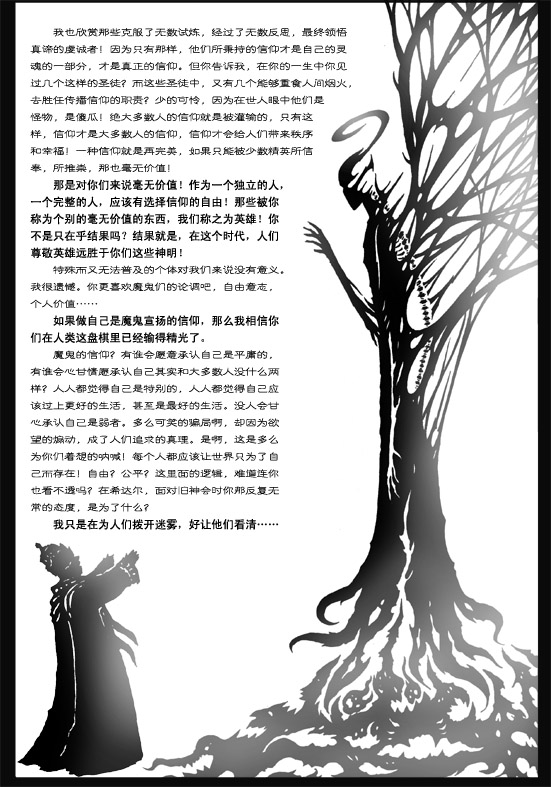 我也欣赏那些克服了无数试炼，经过了无数反思，最终领悟
真谛的虔诚者！因为只有那样，他们所秉持的信仰才是自己的灵
魂的一部分，才是真正的信仰。但你告诉我，在你的一生中你见
过几个这样的圣徒？而这些圣徒中，又有几个能够重食人间烟火，
去胜任传播信仰的职责？少的可怜，因为在世人眼中他们是
怪物，是傻瓜！绝大多数人的信仰就是被灌输的，只有这
样，信仰才是大多数人的信仰，信仰才会给人们带来秩序
和幸福！一种信仰就是再完美，如果只能被少数精英所信
奉，所推崇，那也毫无价值！
那是对你们来说毫无价值！作为一个独立的人，
一个完整的人，应该有选择信仰的自由！那些被你
称为个别的毫无价值的东西，我们称之为英雄！你
不是只在乎结果吗？结果就是，在这个时代，人们
尊敬英雄远胜于你们这些神明！
特殊而又无法普及的个体对我们来说没有意义。
我很遗憾。你更喜欢魔鬼们的论调吧，自由意志，
个人价值……
如果做自己是魔鬼宣扬的信仰，那么我相信你
们在人类这盘棋里已经输得精光了。
魔鬼的信仰？有谁会愿意承认自己是平庸的，
有谁会心甘情愿承认自己其实和大多数人没什么两
样？人人都觉得自己是特别的，人人都觉得自己应
该过上更好的生活，甚至是最好的生活。没人会甘
心承认自己是弱者。多么可笑的骗局啊，却因为欲
望的煽动，成了人们追求的真理。是啊，这是多么
为你们着想的呐喊！每个人都应该让世界只为了自
己而存在！自由？公平？这里面的逻辑，难道连你
也看不透吗？在希达尔，面对旧神会时你那反复无
常的态度，是为了什么？
我只是在为人们拨开迷雾，好让他们看清……